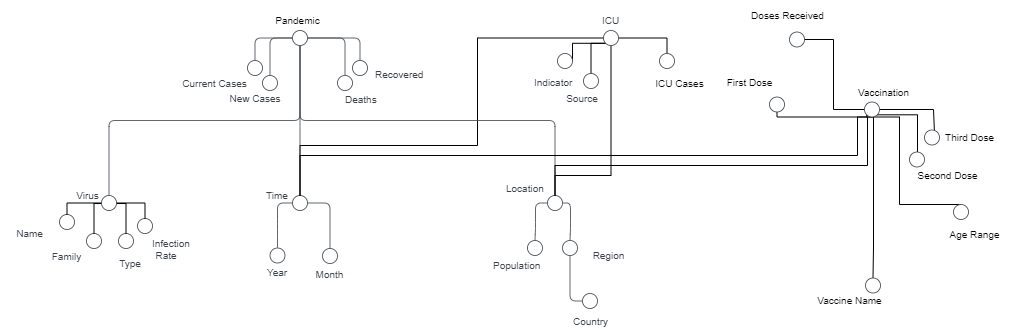 Doses Received
Pandemic
ICU
Recovered
Current Cases
Indicator
ICU Cases
First Dose
New Cases
Deaths
Source
Vaccination
Third Dose
Second Dose
Virus
Time
Location
Name
Age Range
Family
Type
Infection
Rate
Year
Month
Population
Region
Vaccine Name
Country